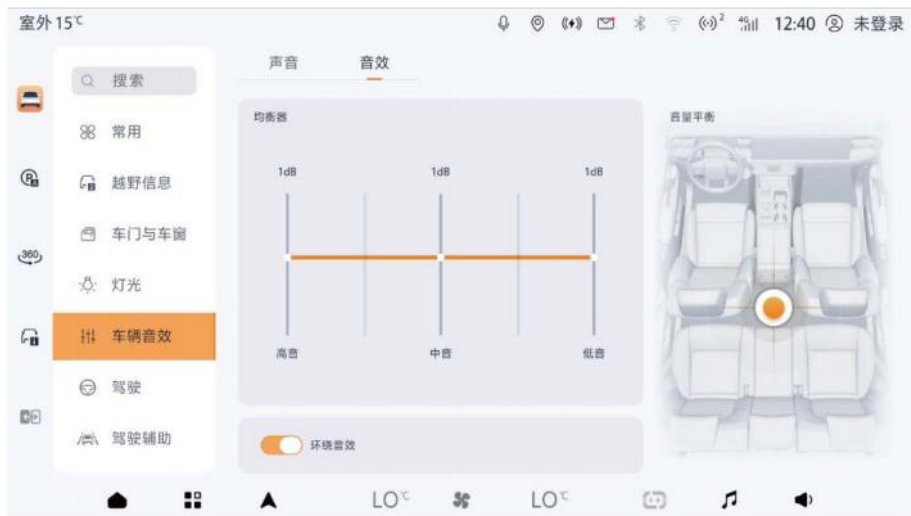 室外15℃
2
4G
12:40
未登录
声音
音效
搜索
常用
越野信息
车门与车窗
灯光
车辆音效
驾驶
驾驶辅助
360
均衡器
1dB
1dB
1dB
高音
中音
低音
环绕音效
音量平衡
LO℃
LO℃